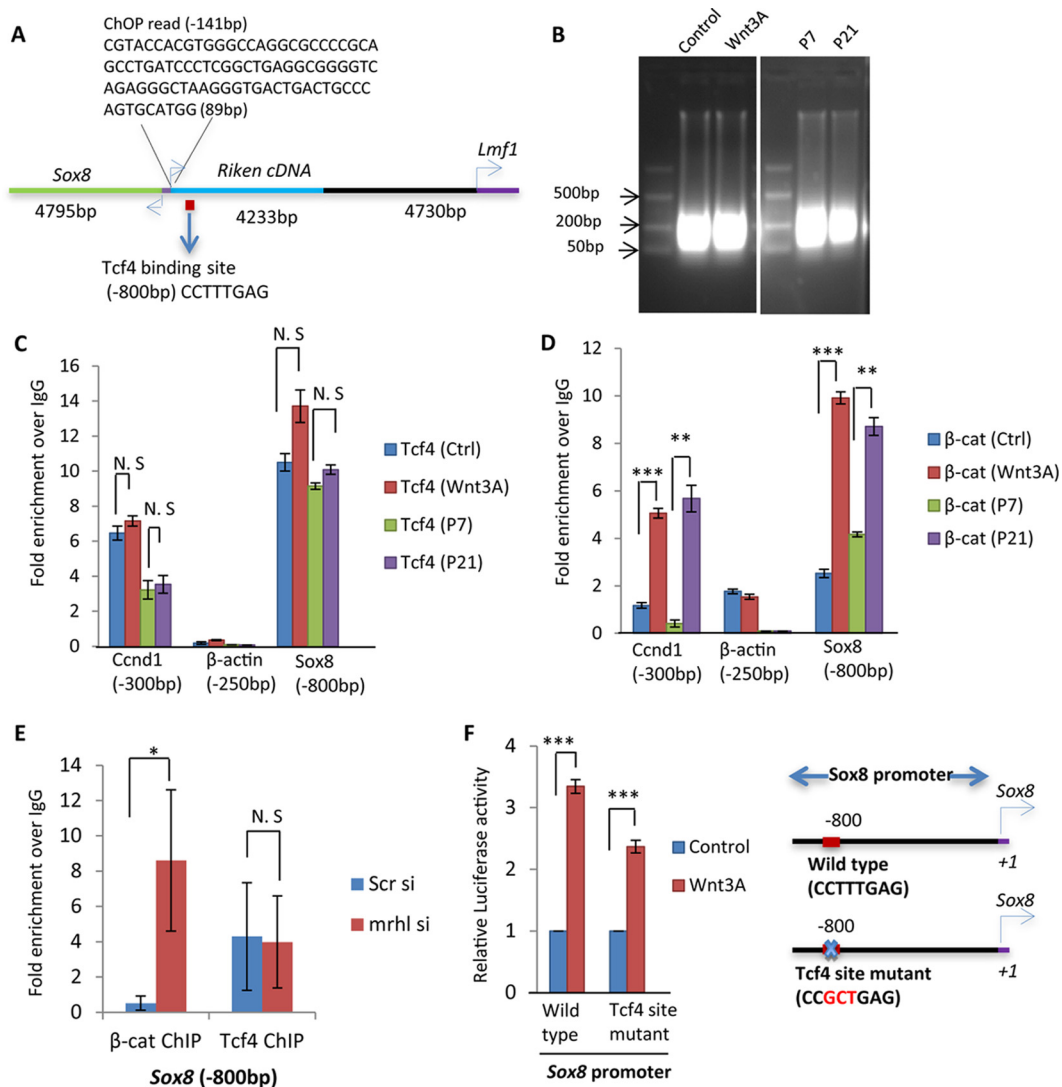 A
ChOP read (-141bp)
CGTACCACGTGGGCCAGGCGCCCCGCA
GCCTGATCCCTCGGCTGAGGCGGGGTC
AGAGGGCTAAGGGTGACTGACTGCCC
AGTGCATGG (89bp)
Sox8
Riken cDNA
Lmf1
4795bp
4233bp
4730bp
Tcf4 binding site
(-800bp) CCTTTGAG
B
Control
Wnt3A
P7
P21
500bp
200bp
50bp
C
Fold enrichment over IgG
16
14
12
10
8
6
4
2
0
N. S
N. S
N. S
N. S
Ccnd1
(-300bp)
β-actin
(-250bp)
Sox8
(-800bp)
Tcf4 (Ctrl)
Tcf4 (Wnt3A)
Tcf4 (P7)
Tcf4 (P21)
D
Fold enrichment over IgG
12
10
8
6
4
2
0
***
**
***
**
Ccnd1
(-300bp)
β-actin
(-250bp)
Sox8
(-800bp)
β-cat (Ctrl)
β-cat (Wnt3A)
β-cat (P7)
β-cat (P21)
E
Fold enrichment over IgG
14
12
10
8
6
4
2
0
*
N. S
β-cat ChIP
Tcf4 ChIP
Sox8 (-800bp)
Scr si
mrhl si
F
Relative Luciferase activity
4
3
2
1
0
***
***
Wild
type
Tcf4 site
mutant
Sox8 promoter
Control
Wnt3A
Sox8 promoter
Sox8
-800
+1
Wild type
(CCTTTGAG)
Sox8
-800
+1
Tcf4 site mutant
(CCGCTGAG)